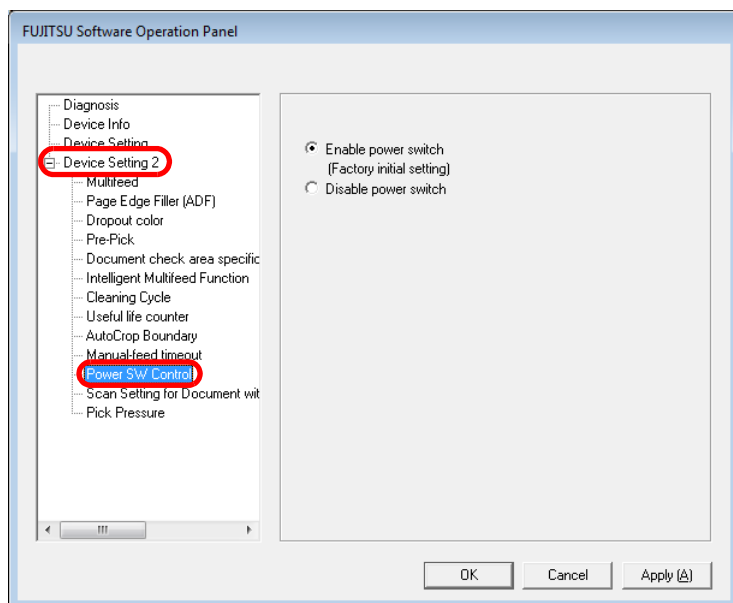 FUJITSU Software Operation Panel
Diagnosis
Device Info
Device Setting
Device Setting 2
Multifeed
Page Edge Filler (ADF)
Dropout color
Pre-Pick
Document check area specific
Intelligent Multifeed Function
Cleaning Cycle
Useful life counter
AutoCrop Boundary
Manual-feed timeout
Power SW Control
Scan Setting for Document wit
Pick Pressure
Enable power switch
(Factory initial setting)
Disable power switch
OK
Cancel
Apply (A)